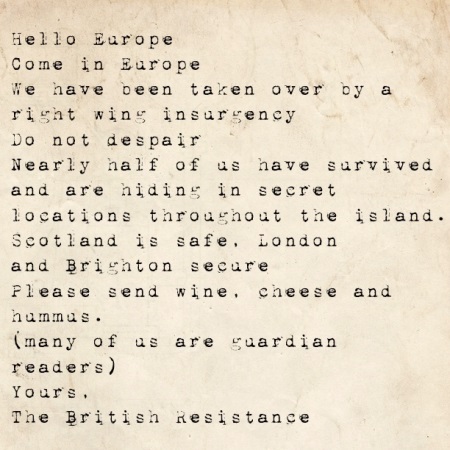 Hello Europe
Come in Europe
We have been taken over by a
right wing insurgency
Do not despair
Nearly half of us have survived
and are hiding in secret
locations throughout the island.
Scotland is safe, London
and Brighton secure
Please send wine, cheese and
hummus.
(many of us are guardian
readers)
Yours,
The British Resistance